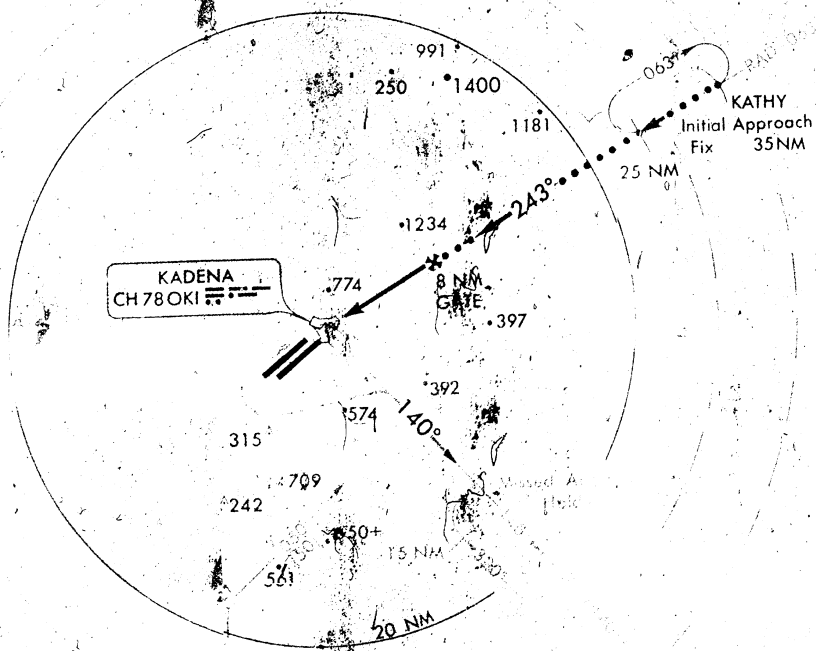 991
250
1400
1181
063°
RAD
KATHY
Initial Approach
Fix 35NM
25 NM
243°
1234
KADENA
CH 78 OKI
774
8 NM
GATE
397
392
574
140°
315
709
242
50+
15 NM
561
20 NM